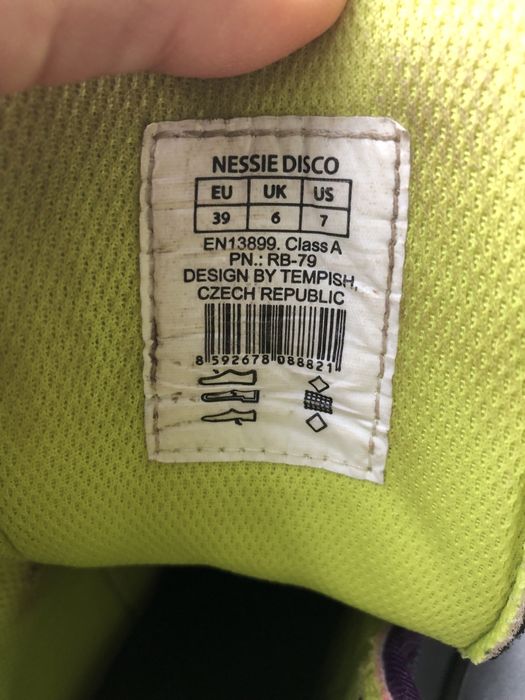 NESSIE DISCO
EU UK US
39 6 7
EN13899. Class A
PN.: RB-79
DESIGN BY TEMPISH,
CZECH REPUBLIC
8 592678 088821